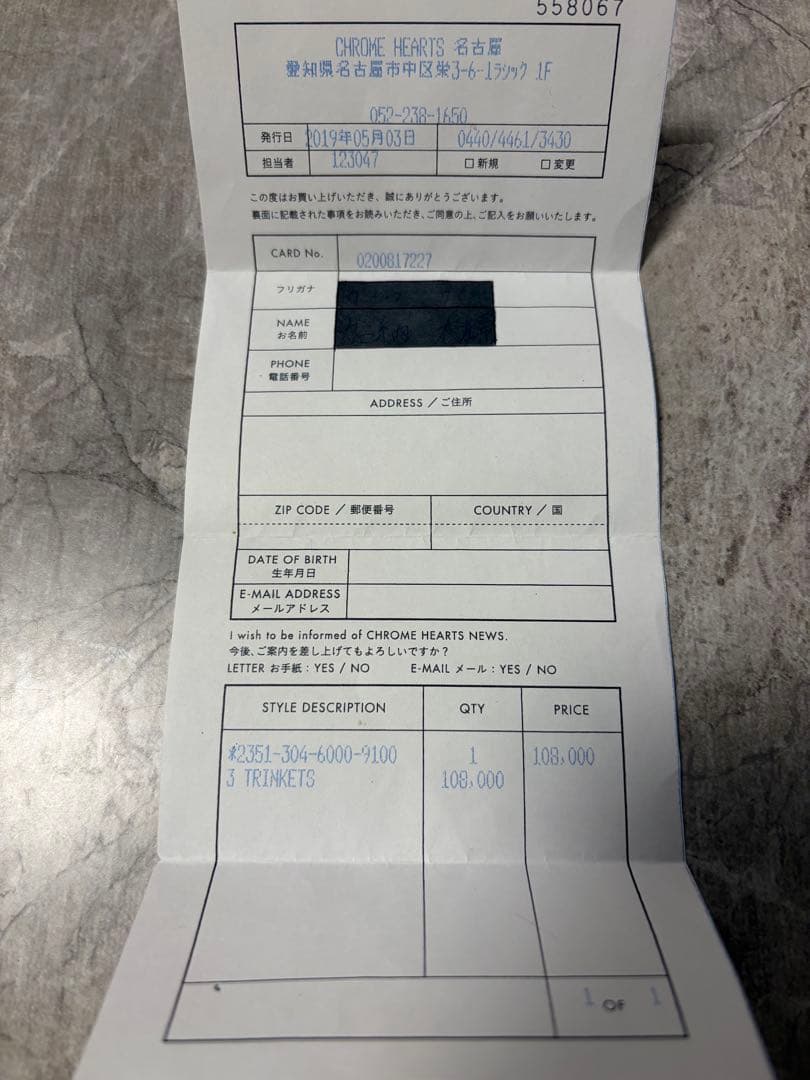 558067
CHROME HEARTS 名古屋
愛知県名古屋市中区栄3-6-1ラシック 1F
052-238-1650
発行日 2019年05月03日 0440/4461/3430
担当者 123047 □新規 □変更
この度はお買い上げいただき、誠にありがとうございます。
裏面に記載された事項をお読みいただき、ご同意の上、ご記入をお願いいたします。
CARD No. 0200817227
フリガナ
NAME
お名前
PHONE
電話番号
ADDRESS / ご住所
ZIP CODE / 郵便番号 COUNTRY / 国
DATE OF BIRTH
生年月日
E-MAIL ADDRESS
メールアドレス
I wish to be informed of CHROME HEARTS NEWS.
今後、ご案内を差し上げてもよろしいですか？
LETTER お手紙 : YES / NO E-MAIL メール : YES / NO
STYLE DESCRIPTION QTY PRICE
*2351-304-6000-9100 1 108,000
3 TRINKETS 108,000
1 OF 1